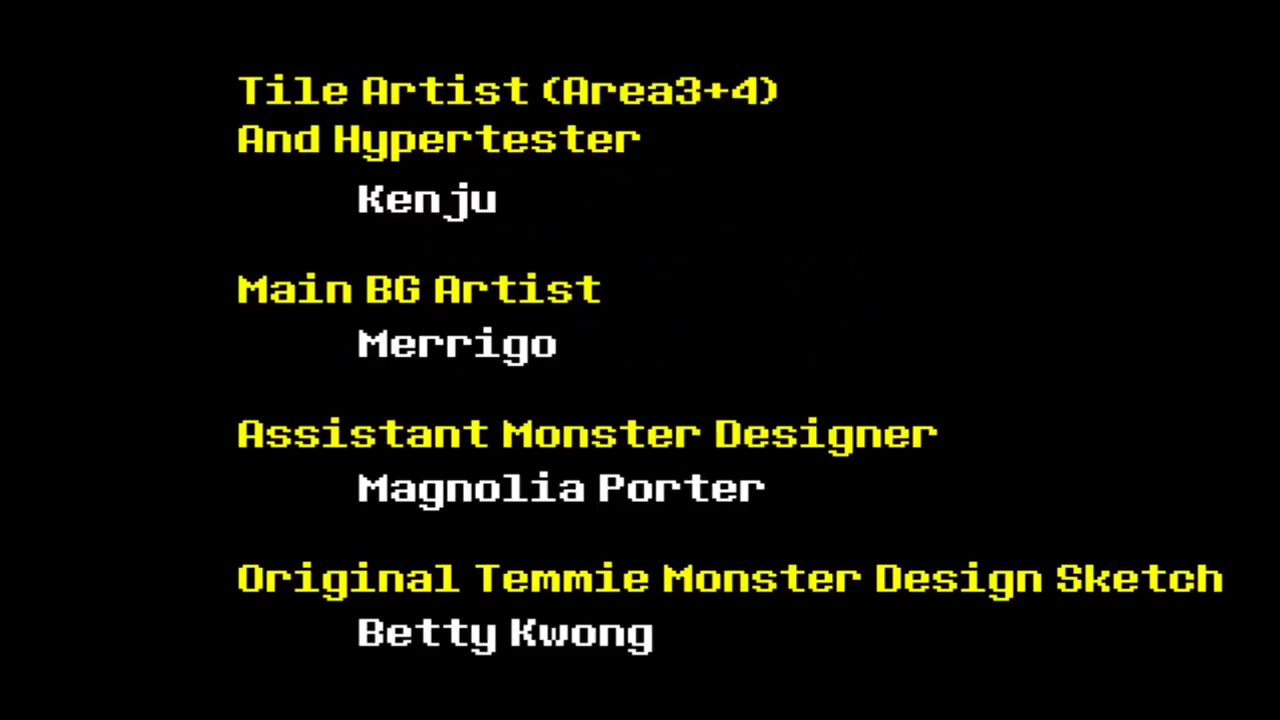 Tile Artist (Area3+4)
And Hypertester
Kenju
Main BG Artist
Merrigo
Assistant Monster Designer
Magnolia Porter
Original Temmie Monster Design Sketch
Betty Kwong